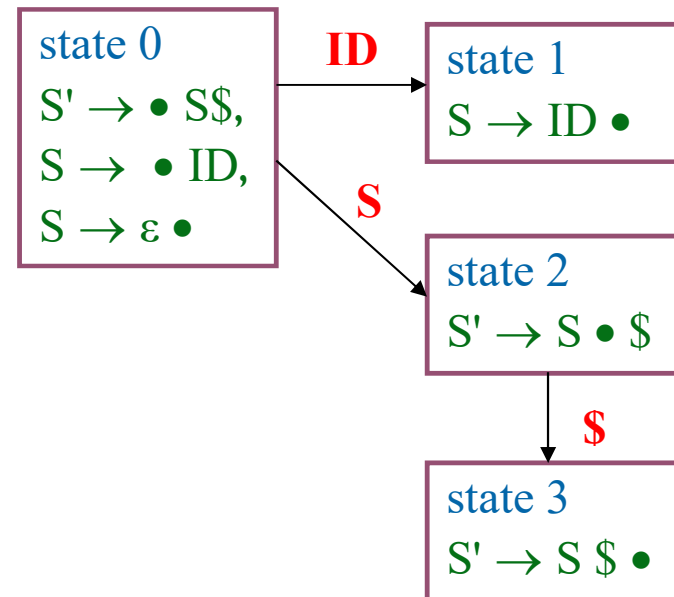 state 0
S' → • S$,
S → • ID,
S → ε •
ID
state 1
S → ID •
S
state 2
S' → S • $
$
state 3
S' → S $ •